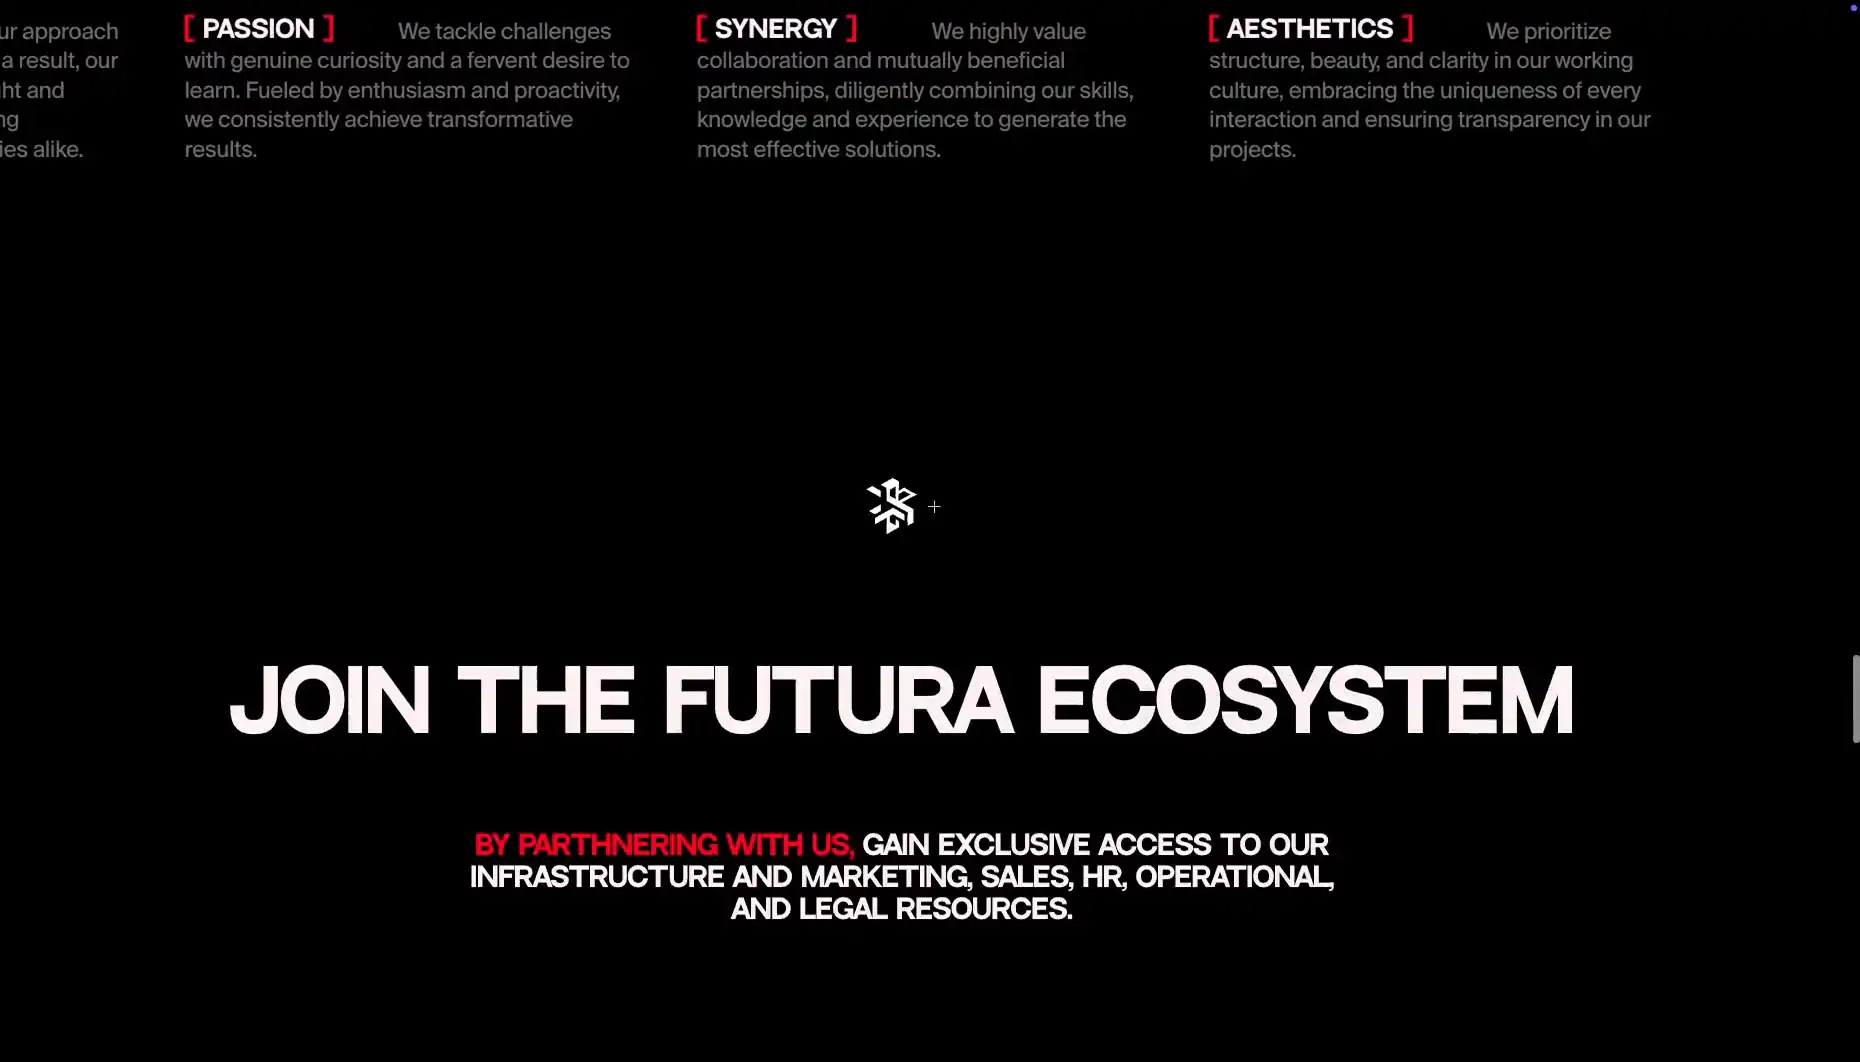 ur approach
a result, our
ht and
ng
ies alike.
[ PASSION ] We tackle challenges
with genuine curiosity and a fervent desire to
learn. Fueled by enthusiasm and proactivity,
we consistently achieve transformative
results.
[ SYNERGY ] We highly value
collaboration and mutually beneficial
partnerships, diligently combining our skills,
knowledge and experience to generate the
most effective solutions.
[ AESTHETICS ] We prioritize
structure, beauty, and clarity in our working
culture, embracing the uniqueness of every
interaction and ensuring transparency in our
projects.
JOIN THE FUTURA ECOSYSTEM
BY PARTHNERING WITH US, GAIN EXCLUSIVE ACCESS TO OUR
INFRASTRUCTURE AND MARKETING, SALES, HR, OPERATIONAL,
AND LEGAL RESOURCES.